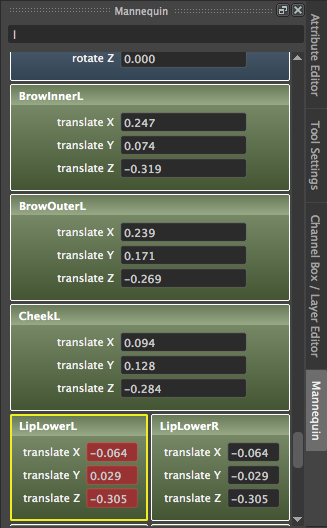 Mannequin
rotate Z 0.000
BrowInnerL
translate X 0.247
translate Y 0.074
translate Z -0.319
BrowOuterL
translate X 0.239
translate Y 0.171
translate Z -0.269
CheekL
translate X 0.094
translate Y 0.128
translate Z -0.284
LipLowerL
translate X -0.064
translate Y 0.029
translate Z -0.305
LipLowerR
translate X -0.064
translate Y -0.029
translate Z -0.305
Attribute Editor
Tool Settings
Channel Box / Layer Editor
Mannequin